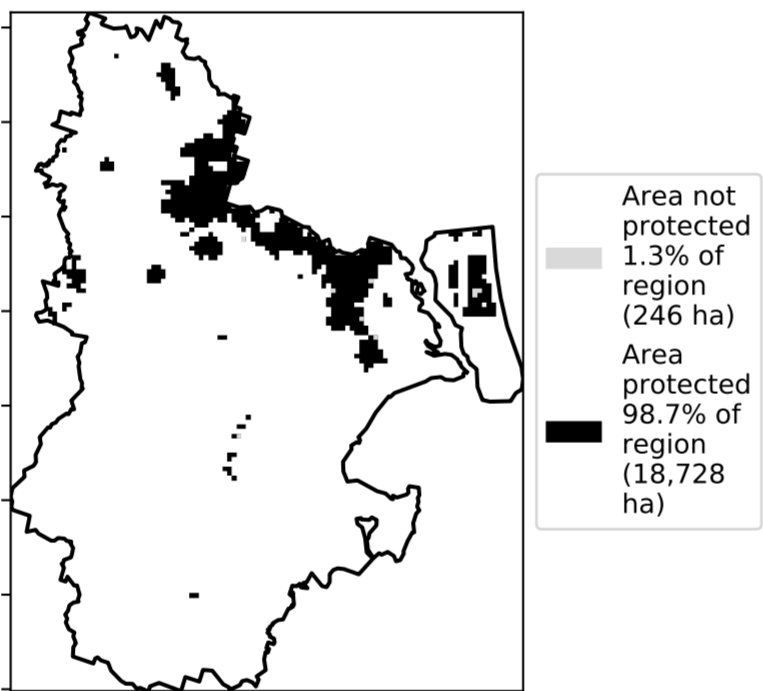 Area not
protected
1.3% of
region
(246 ha)
Area
protected
98.7% of
region
(18,728
ha)